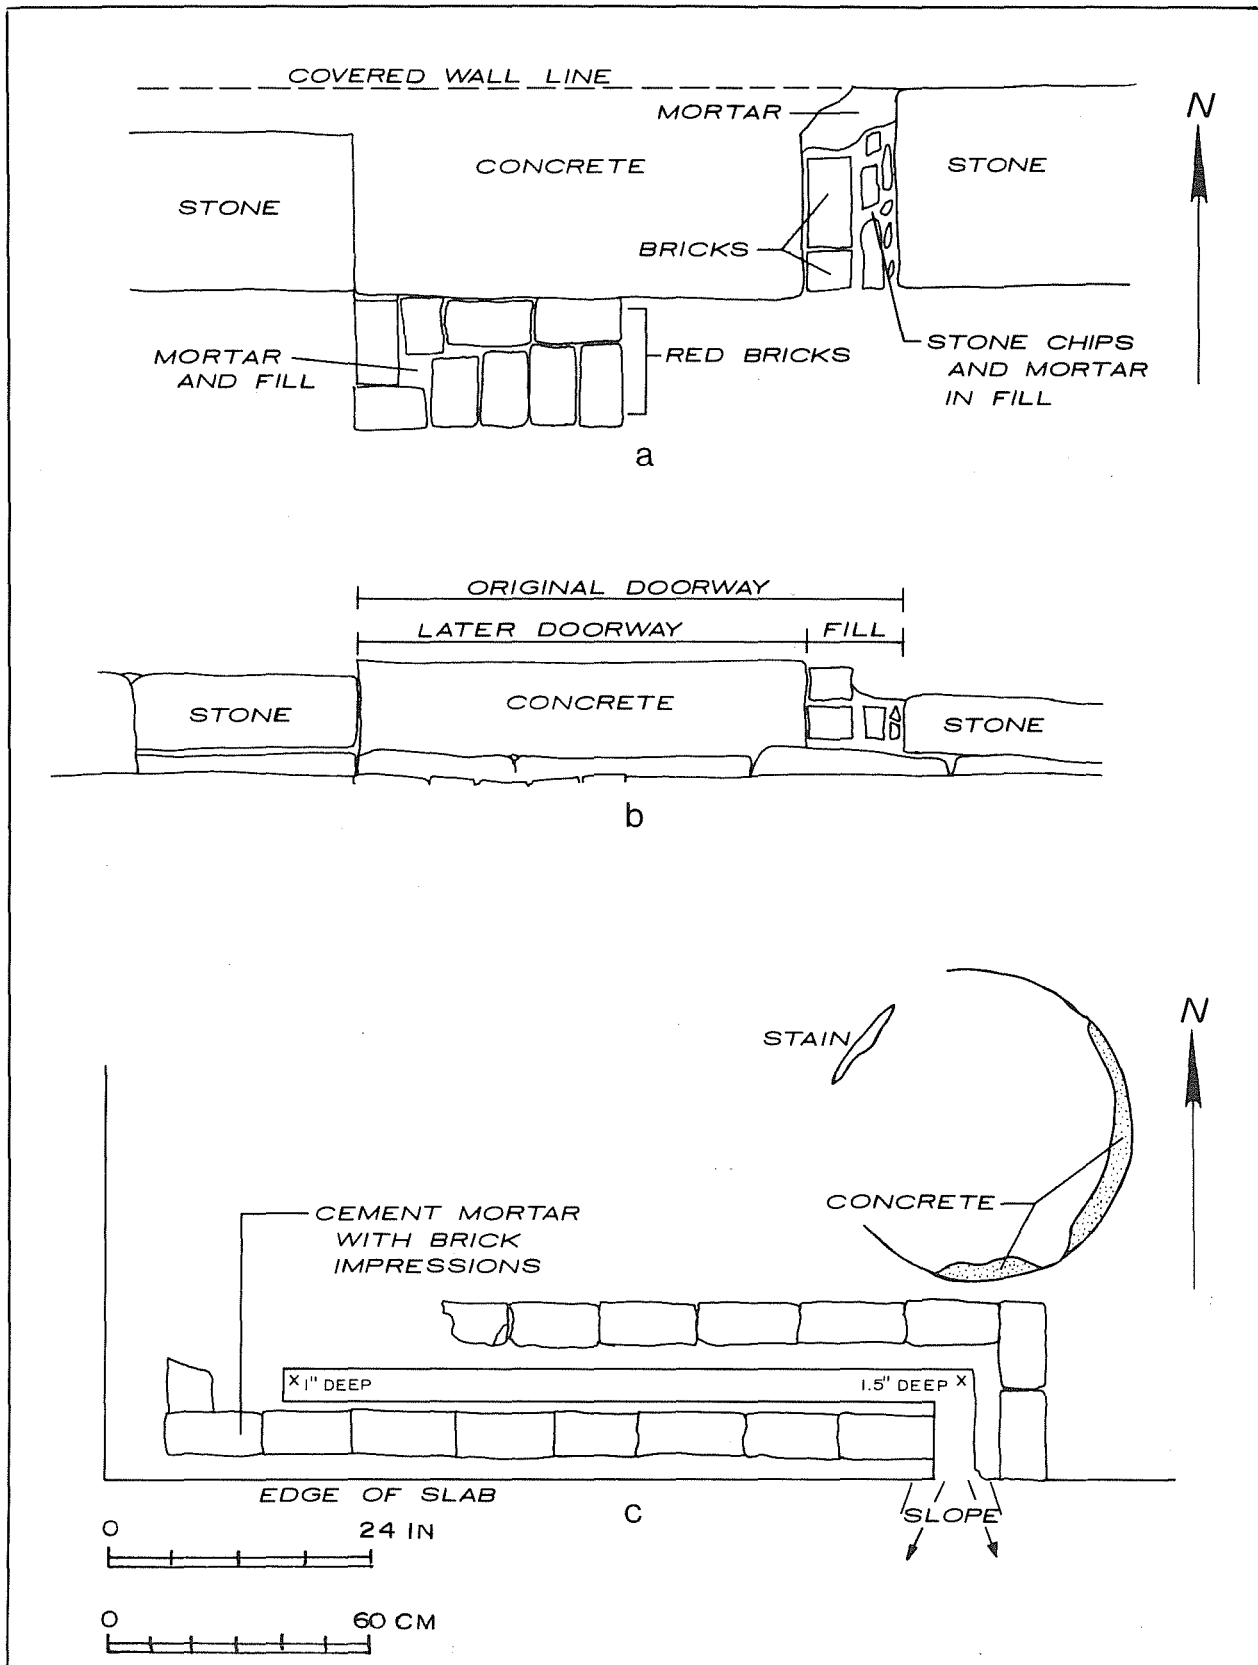 COVERED WALL LINE
MORTAR
N
CONCRETE
STONE
STONE
BRICKS
MORTAR
AND FILL
RED BRICKS
STONE CHIPS
AND MORTAR
IN FILL
a
ORIGINAL DOORWAY
LATER DOORWAY
FILL
STONE
CONCRETE
STONE
b
N
STAIN
CONCRETE
CEMENT MORTAR
WITH BRICK
IMPRESSIONS
x 1" DEEP
1.5" DEEP x
EDGE OF SLAB
c
SLOPE
0 24 IN
0 60 CM